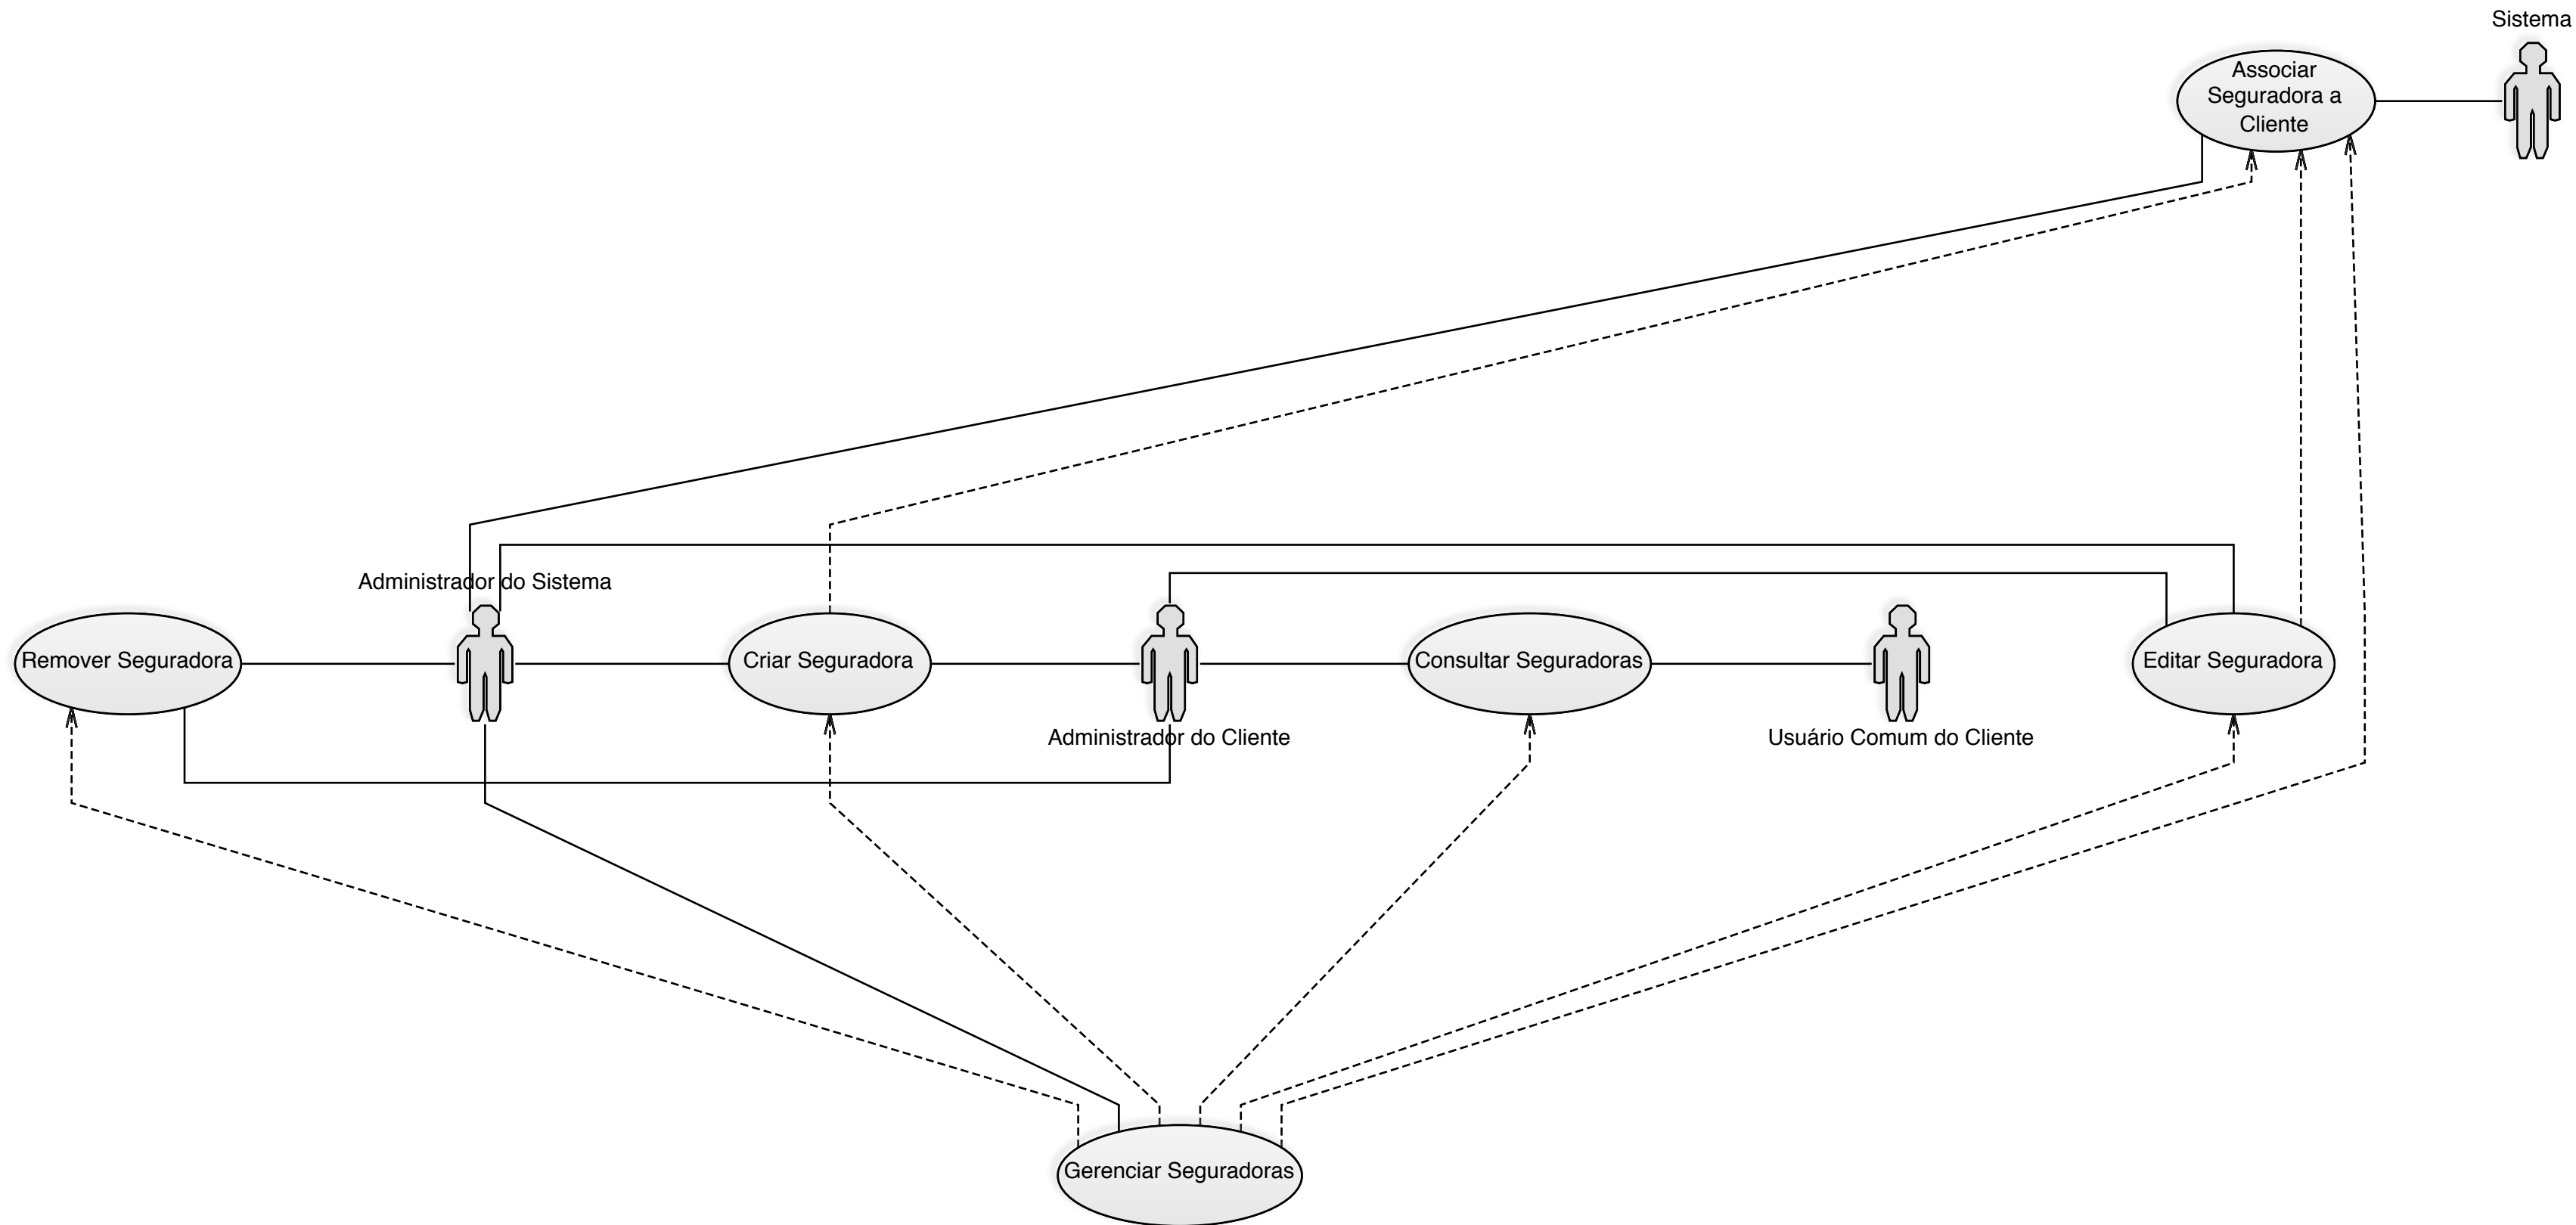 Sistema
Associar
Seguradora a
Cliente
Administrador do Sistema
Remover Seguradora
Criar Seguradora
Consultar Seguradoras
Editar Seguradora
Administrador do Cliente
Usuário Comum do Cliente
Gerenciar Seguradoras